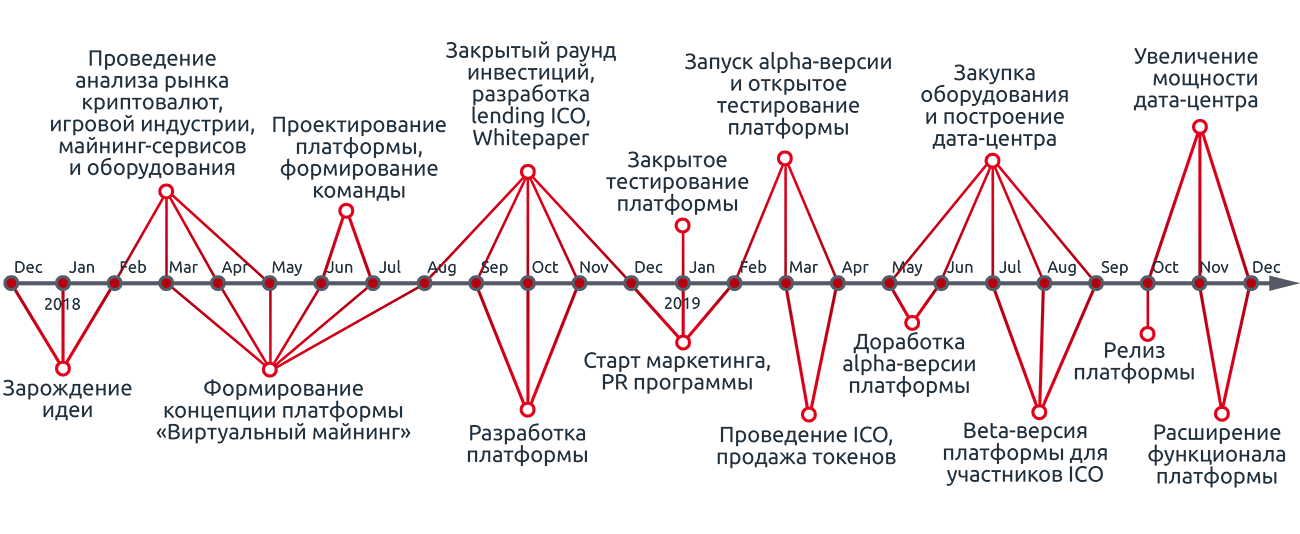 Проведение
анализа рынка
криптовалют,
игровой индустрии,
майнинг-сервисов
и оборудования
Проектирование
платформы,
формирование
команды
Закрытый раунд
инвестиций,
разработка
lending ICO,
Whitepaper
Закрытое
тестирование
платформы
Запуск alpha-версии
и открытое
тестирование
платформы
Закупка
оборудования
и построение
дата-центра
Увеличение
мощности
дата-центра
Dec Jan Feb Mar Apr May Jun Jul Aug Sep Oct Nov Dec Jan Feb Mar Apr May Jun Jul Aug Sep Oct Nov Dec
2018 2019
Зарождение
идеи
Формирование
концепции платформы
«Виртуальный майнинг»
Разработка
платформы
Старт маркетинга,
PR программы
Проведение ICO,
продажа токенов
Доработка
alpha-версии
платформы
Beta-версия
платформы для
участников ICO
Релиз
платформы
Расширение
функционала
платформы